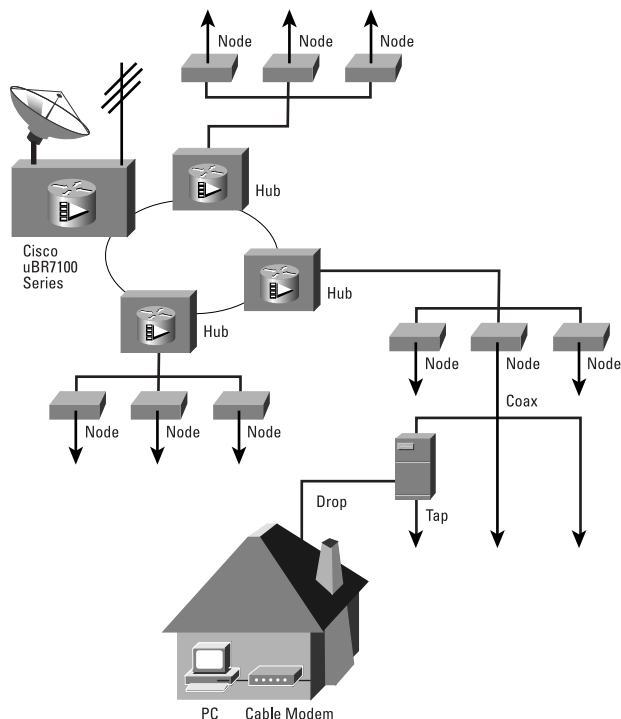 Node
Node
Node
Hub
Cisco
uBR7100
Series
Hub
Hub
Node
Node
Node
Coax
Node
Node
Node
Drop
Tap
PC
Cable Modem